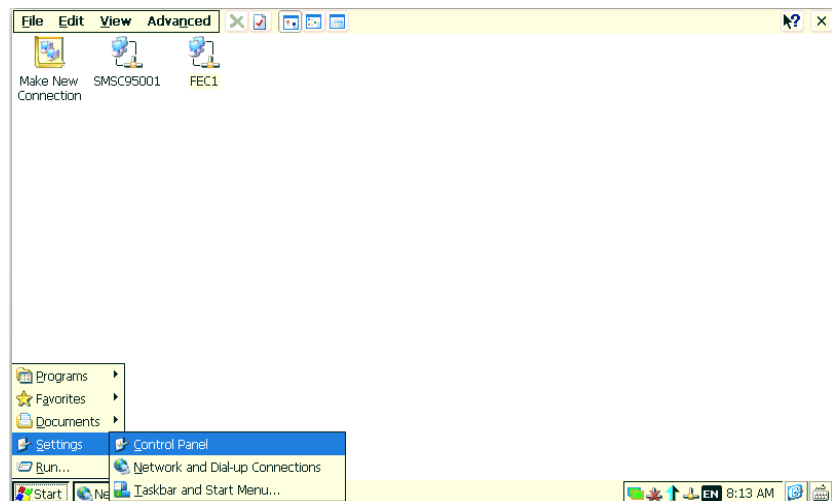 File Edit View Advanced
Make New Connection
SMSC95001
FEC1
Programs
Favorites
Documents
Settings
Run...
Control Panel
Network and Dial-up Connections
Taskbar and Start Menu...
Start
Ne
EN 8:13 AM